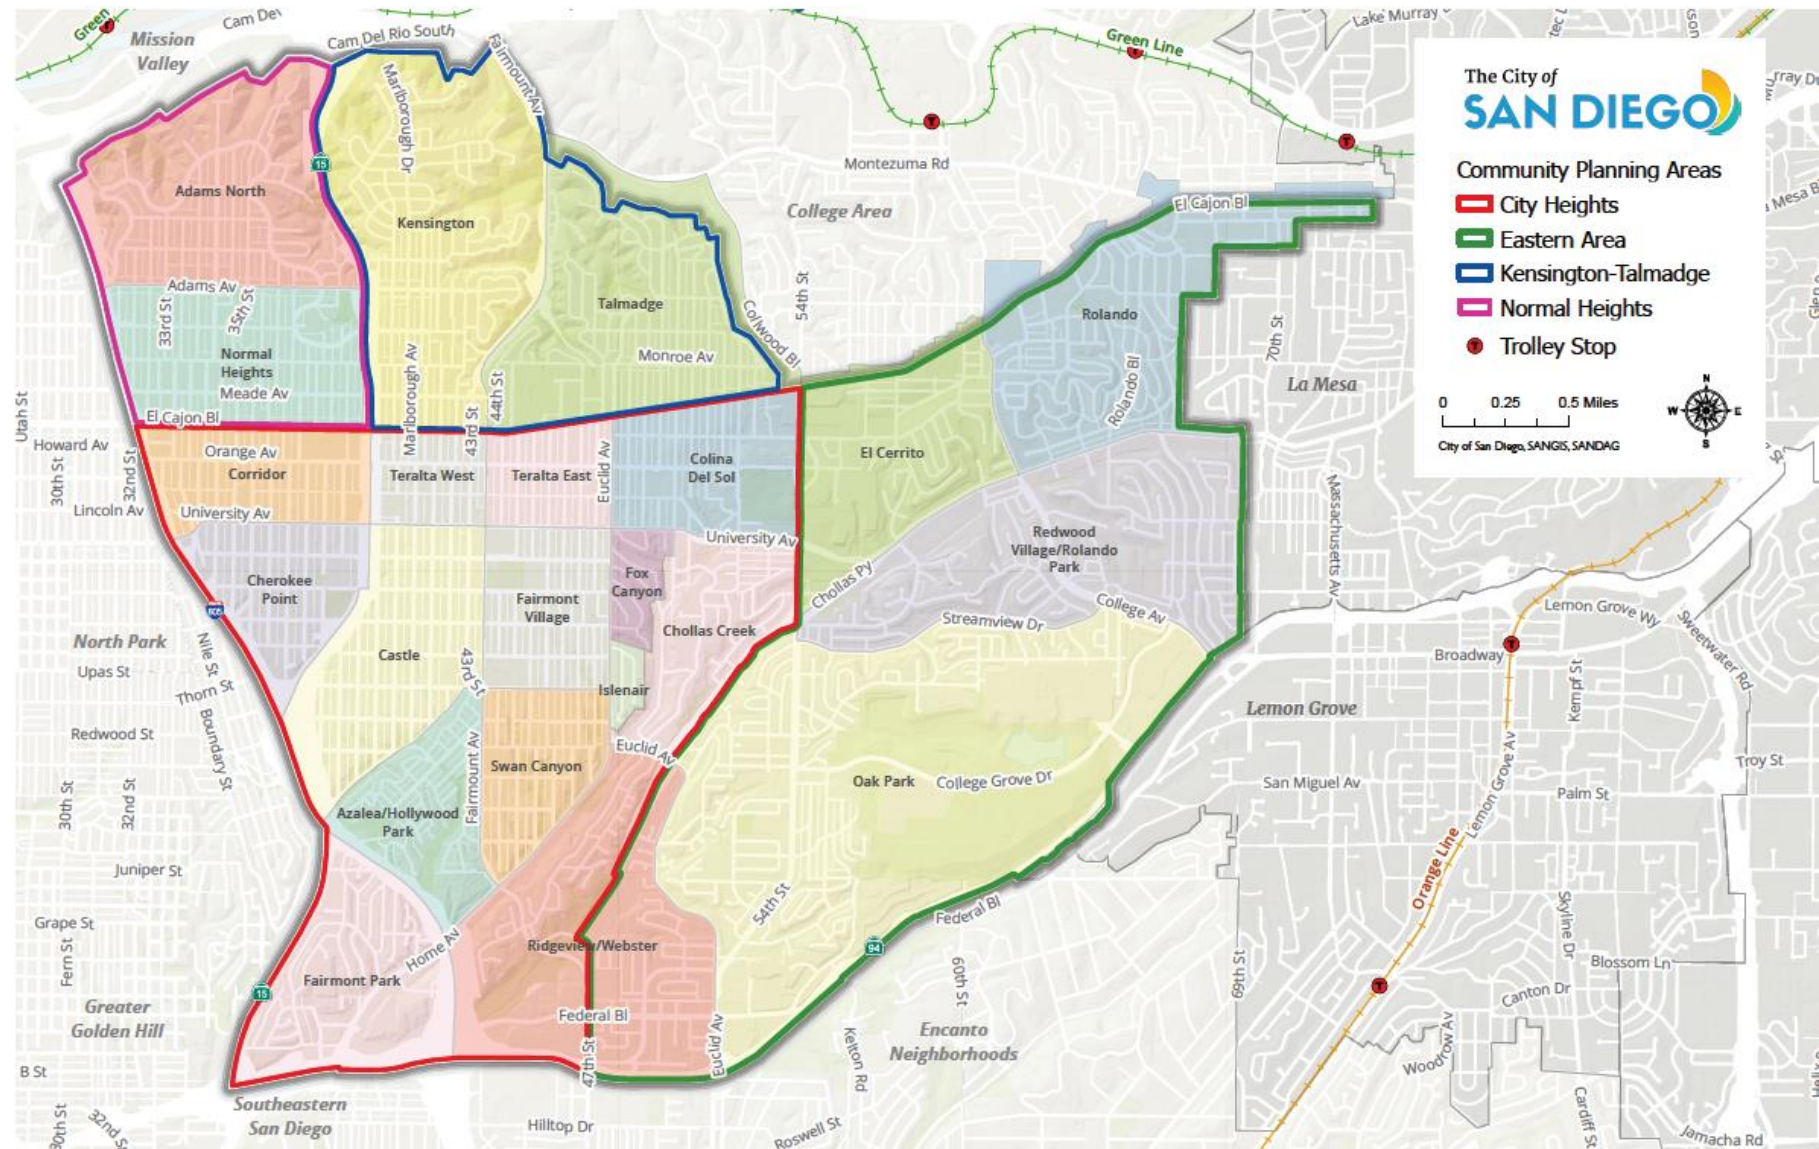 Green
Cam Del Rio South
Fairmount Av
Mission
Valley
Marlborough Dr
Green Line
Lake Murray
Montezuma Rd
15
Adams North
Kensington
College Area
El Cajon Bl
Adams Av
33rd St
35th St
Talmadge
54th St
Collwood Bl
Rolando
Normal
Heights
Meade Av
Monroe Av
70th St
La Mesa
Rolando Bl
Utah St
El Cajon Bl
Marlborough Av
43rd St
44th St
Howard Av
30th St
32nd St
Orange Av
Corridor
Teralta West
Teralta East
Euclid Av
Colina
Del Sol
El Cerrito
Lincoln Av
University Av
University Av
Massachusetts Av
Redwood
Village/Rolando
Park
Cherokee
Point
Fox
Canyon
Fairmont
Village
Chollas Py
College Av
Streamview Dr
805
Chollas Creek
North Park
Nile St
Upas St
Thorn St
Castle
43rd St
Islenair
Lemon Grove Wy
Sweetwater Rd
Broadway
Kempf St
Lemon Grove
Redwood St
Boundary St
Euclid Av
Fairmount Av
Swan Canyon
Oak Park
College Grove Dr
San Miguel Av
Lemon Grove Av
Palm St
Troy St
30th St
32nd St
Azalea/Hollywood
Park
Juniper St
Orange Line
54th St
Federal Bl
Skyline Dr
Grape St
Fern St
Home Av
Ridgeview/Webster
94
Fairmont Park
15
60th St
69th St
Blossom Ln
Canton Dr
Greater
Golden Hill
Federal Bl
Encanto
Neighborhoods
Kelton Rd
Woodrow Av
B St
47th St
Euclid Av
Southeastern
San Diego
30th St
32nd St
Hilltop Dr
Roswell St
Cardiff St
Jamacha Rd
The City of
SAN DIEGO
Community Planning Areas
City Heights
Eastern Area
Kensington-Talmadge
Normal Heights
T Trolley Stop
0 0.25 0.5 Miles
City of San Diego, SANGIS, SANDAG
N
W E
S